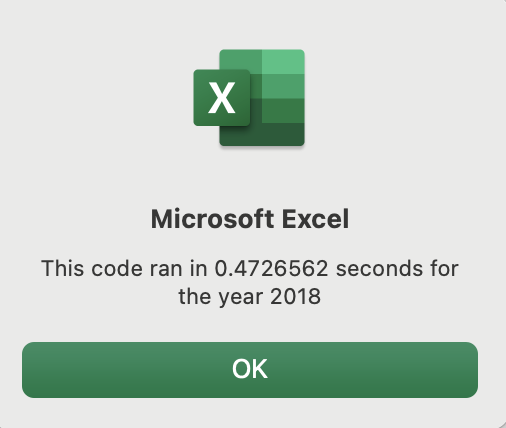 X
Microsoft Excel
This code ran in 0.4726562 seconds for
the year 2018
OK